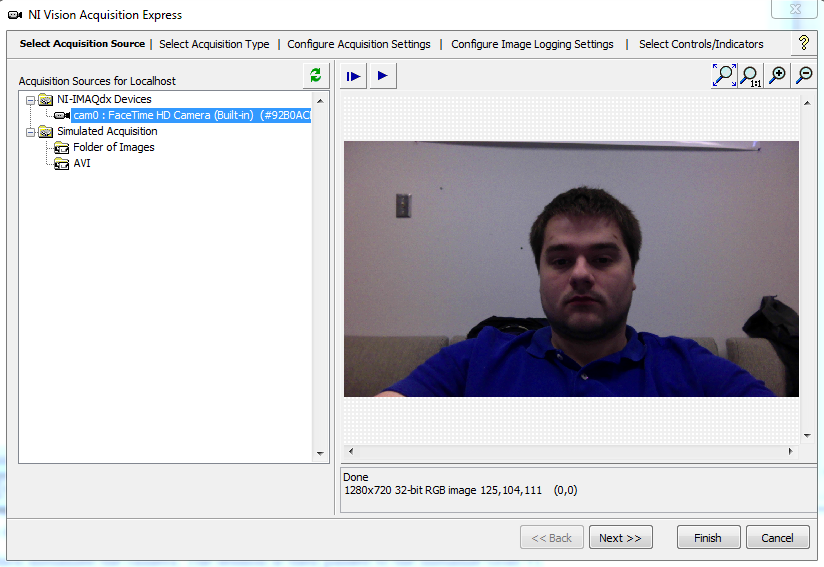 NI Vision Acquisition Express
Select Acquisition Source | Select Acquisition Type | Configure Acquisition Settings | Configure Image Logging Settings | Select Controls/Indicators
?
Acquisition Sources for Localhost
NI-IMAQdx Devices
cam0 : FaceTime HD Camera (Built-in) (#92B0AC
Simulated Acquisition
Folder of Images
AVI
1:1
Done
1280x720 32-bit RGB image 125,104,111 (0,0)
<< Back Next >> Finish Cancel